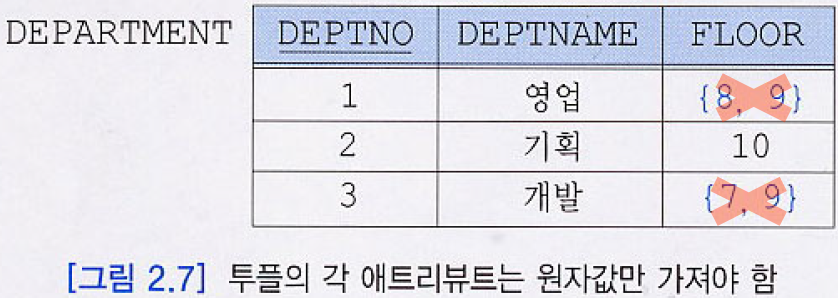 DEPARTMENT DEPTNO DEPTNAME FLOOR
1 영업 {8, 9}
2 기획 10
3 개발 {7, 9}
[그림 2.7] 투플의 각 애트리뷰트는 원자값만 가져야 함